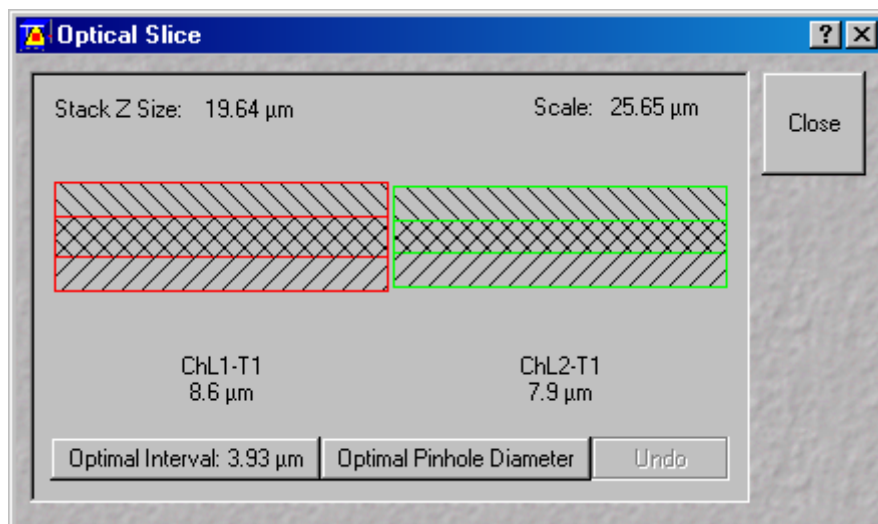 Optical Slice
Stack Z Size: 19.64 µm
Scale: 25.65 µm
Close
ChL1-T1
8.6 µm
ChL2-T1
7.9 µm
Optimal Interval: 3.93 µm
Optimal Pinhole Diameter
Undo